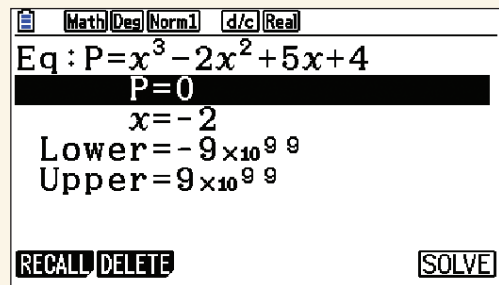 Math Deg Norm1 d/c Real
Eq:P=x³−2x²+5x+4
P=0
x=−2
Lower=−9×10⁹⁹
Upper=9×10⁹⁹
RECALL DELETE SOLVE